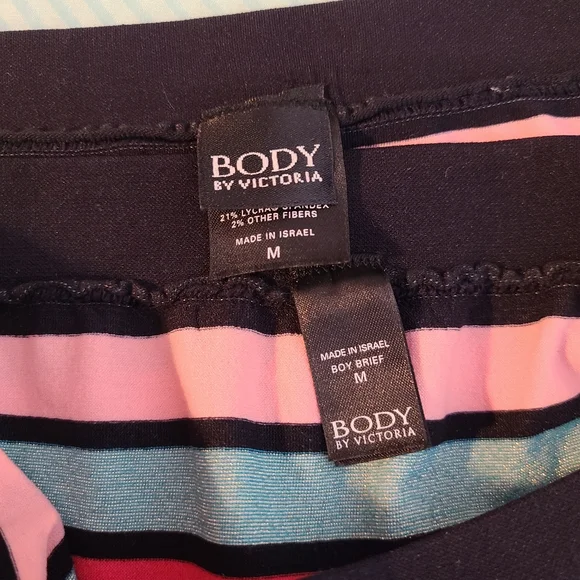 BODY
BY VICTORIA
21% LYCRA® SPANDEX
2% OTHER FIBERS
MADE IN ISRAEL
M
MADE IN ISRAEL
BOY BRIEF
M
BODY
BY VICTORIA